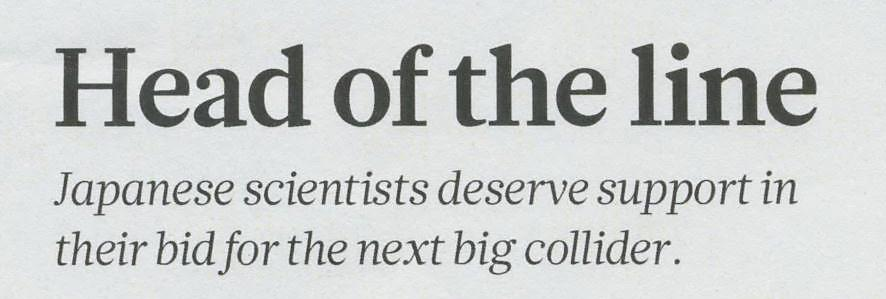 Head of the line
Japanese scientists deserve support in
their bid for the next big collider.